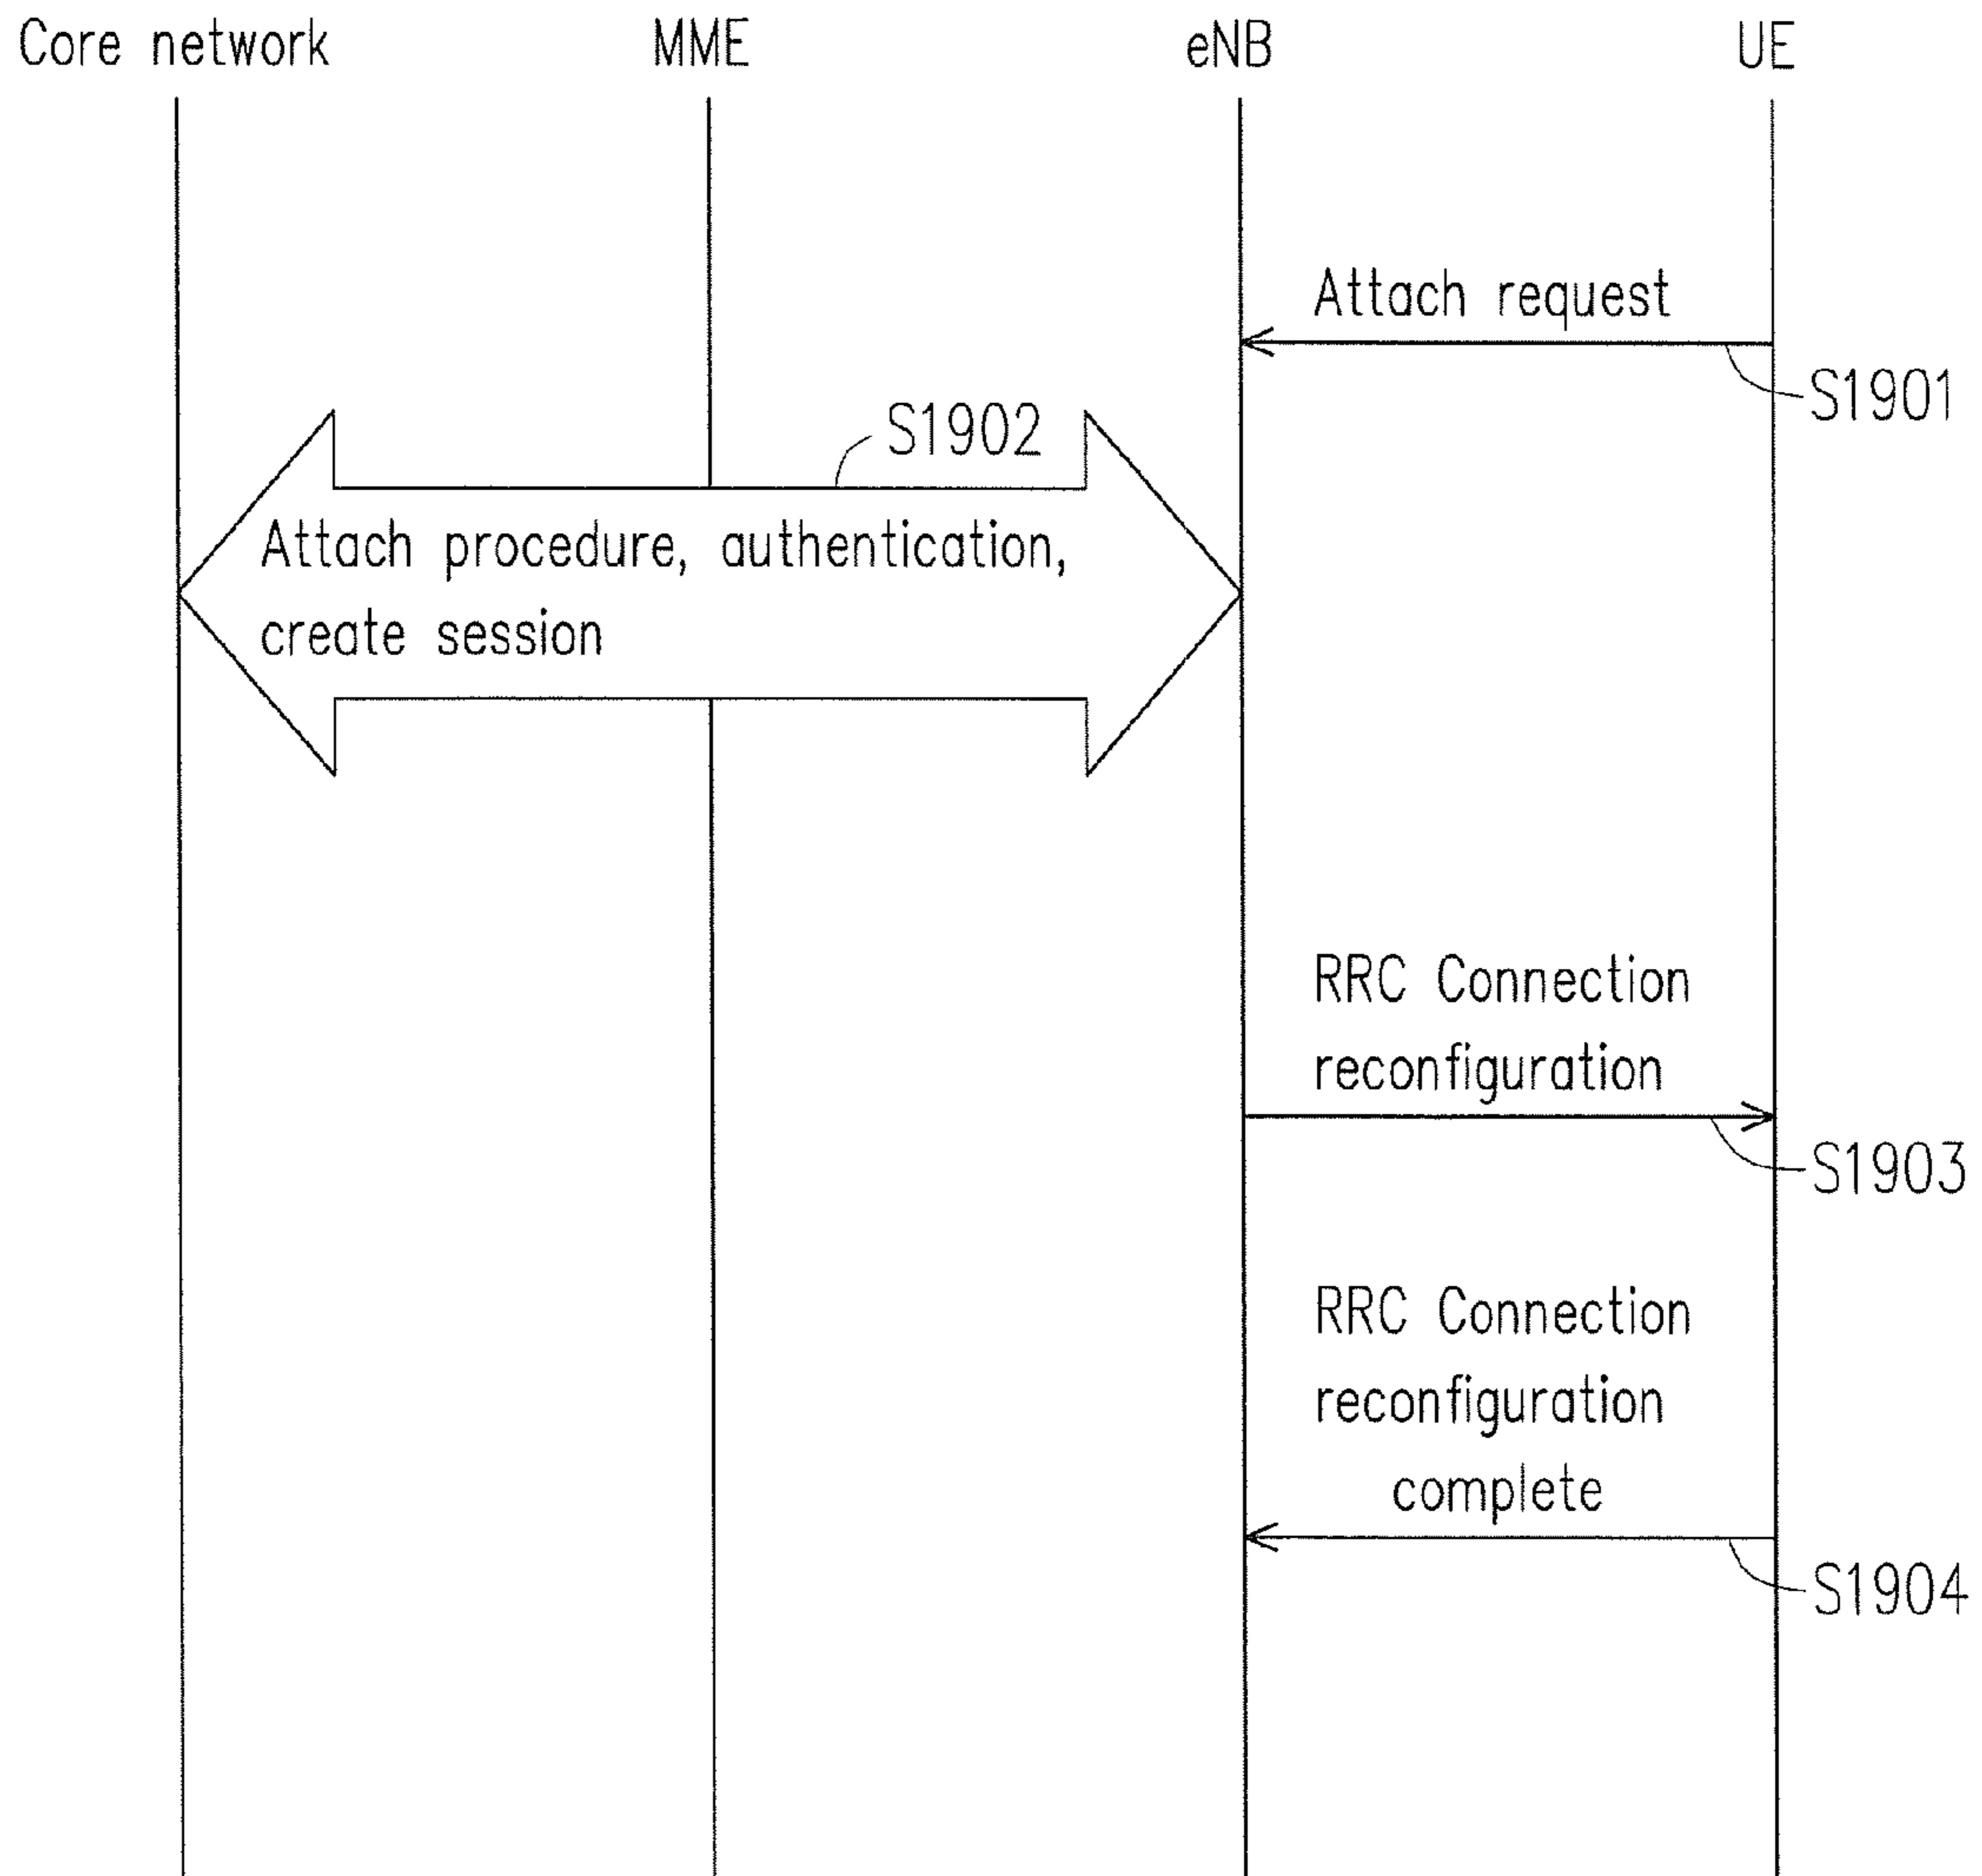 Core network
MME
eNB
UE
Attach request
S1901
S1902
Attach procedure, authentication,
create session
RRC Connection
reconfiguration
S1903
RRC Connection
reconfiguration
complete
S1904